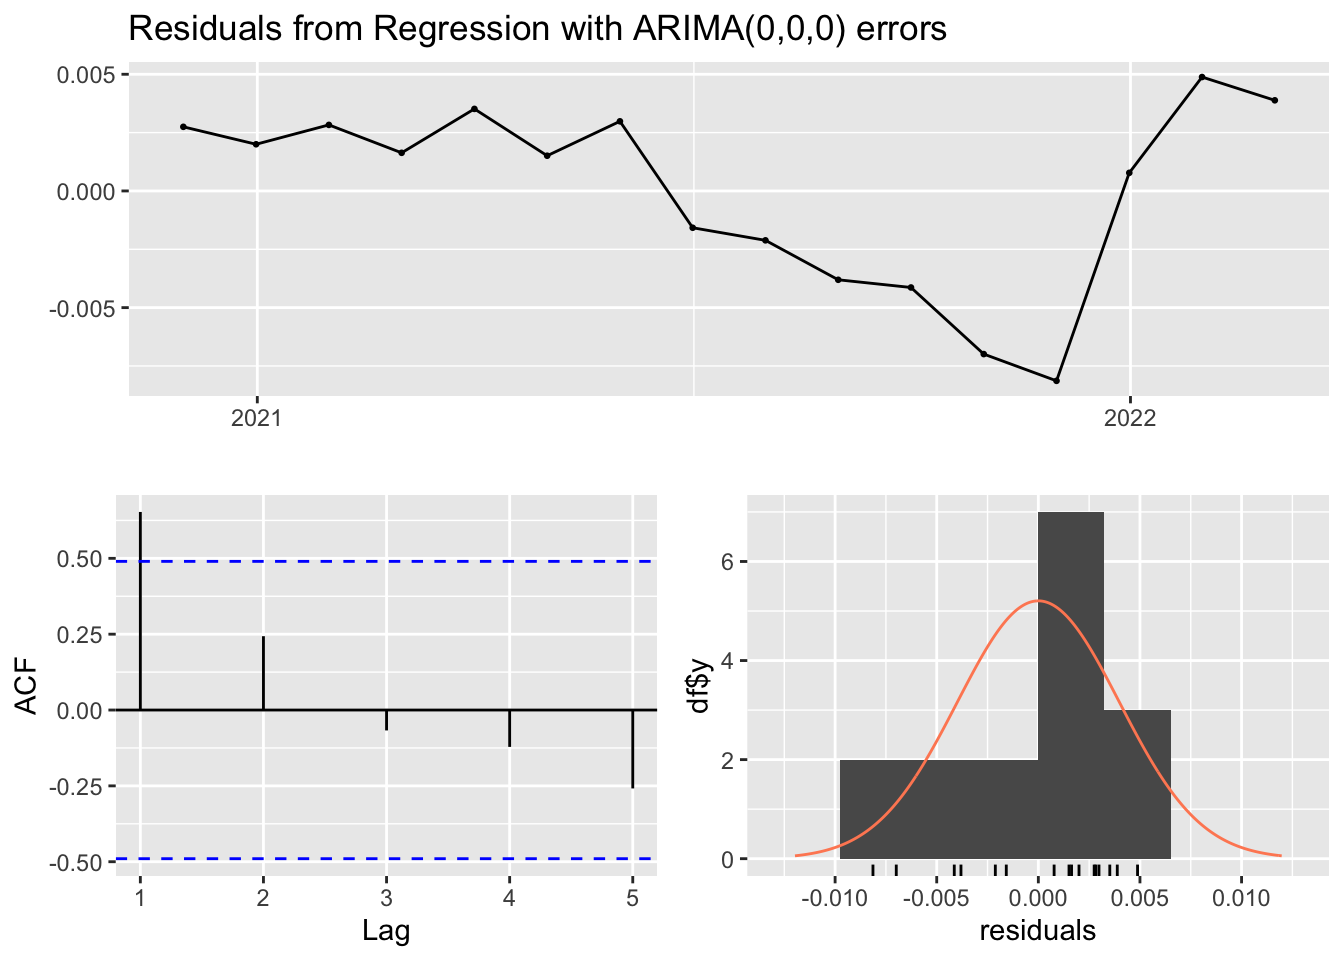 Residuals from Regression with ARIMA(0,0,0) errors
0.005
0.000
-0.005
2021 2022
ACF
0.50
0.25
0.00
-0.25
-0.50
1 2 3 4 5
Lag
df$y
6
4
2
0
-0.010 -0.005 0.000 0.005 0.010
residuals